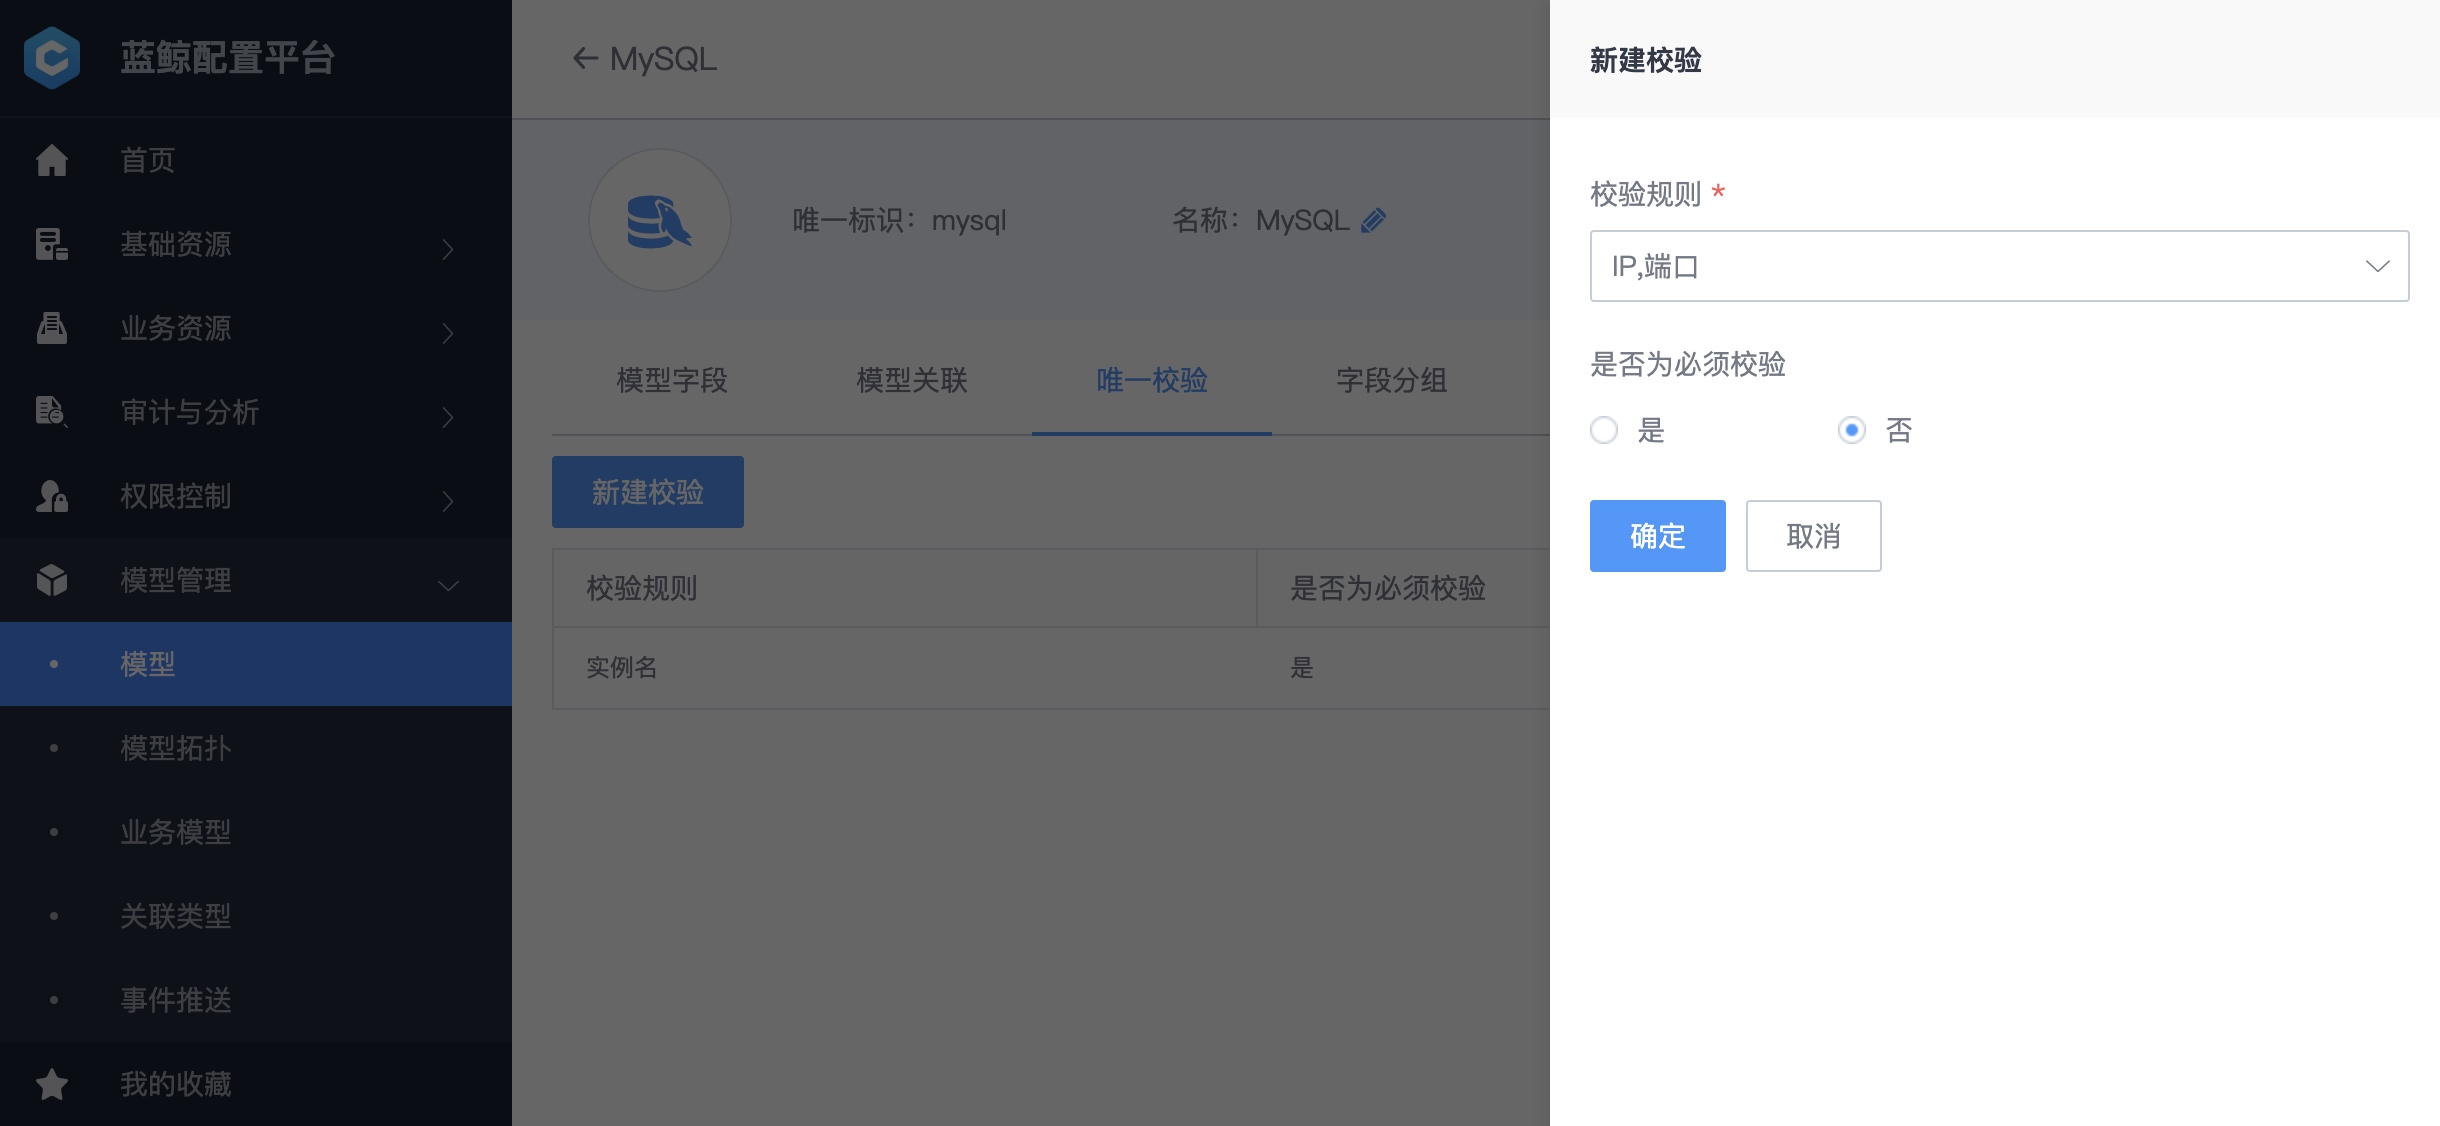 蓝鲸配置平台
首页
基础资源
业务资源
审计与分析
权限控制
模型管理
模型
模型拓扑
业务模型
关联类型
事件推送
我的收藏
MySQL
唯一标识：mysql
名称：MySQL
模型字段
模型关联
唯一校验
字段分组
新建校验
校验规则
是否为必须校验
实例名
是
新建校验
校验规则 *
IP,端口
是否为必须校验
是
否
确定
取消